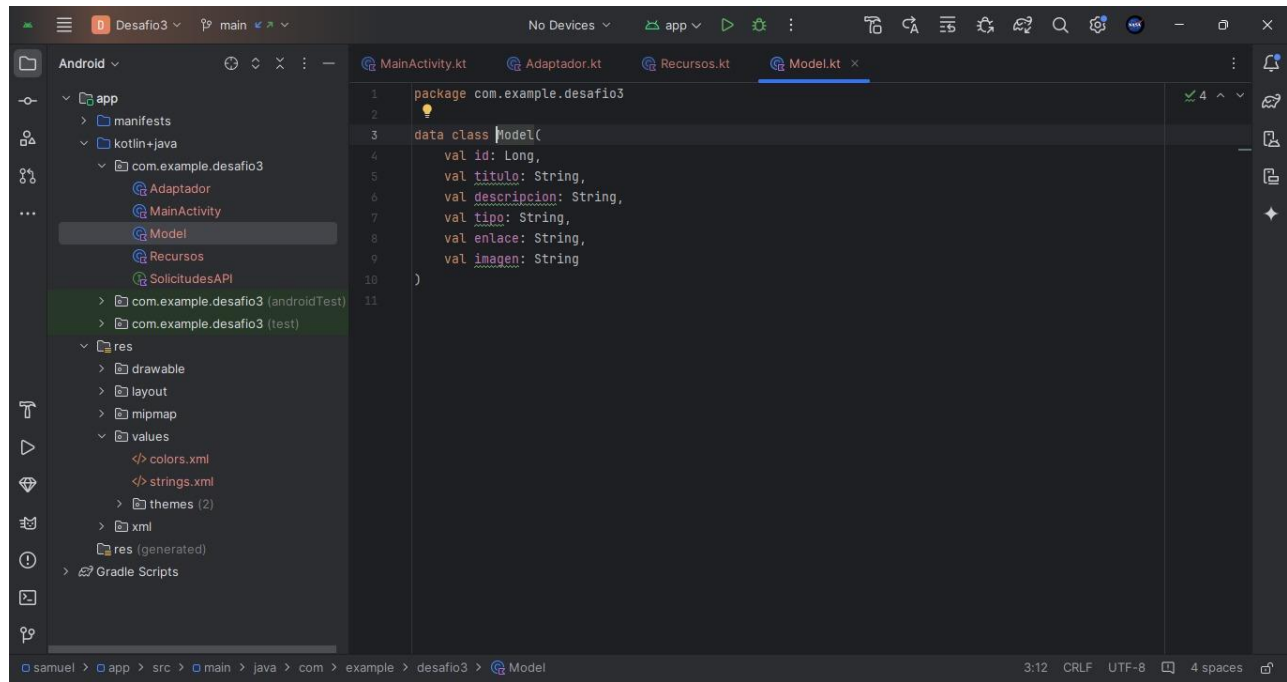 D Desafio3 main No Devices app
Android
MainActivity.kt Adaptador.kt Recursos.kt Model.kt
app
manifests
kotlin+java
com.example.desafio3
Adaptador
MainActivity
Model
Recursos
SolicitudesAPI
com.example.desafio3 (androidTest)
com.example.desafio3 (test)
res
drawable
layout
mipmap
values
colors.xml
strings.xml
themes (2)
xml
res (generated)
Gradle Scripts
1 package com.example.desafio3
2
3 data class Model(
4 val id: Long,
5 val titulo: String,
6 val descripcion: String,
7 val tipo: String,
8 val enlace: String,
9 val imagen: String
10 )
11
4
samuel > app > src > main > java > com > example > desafio3 > Model 3:12 CRLF UTF-8 4 spaces